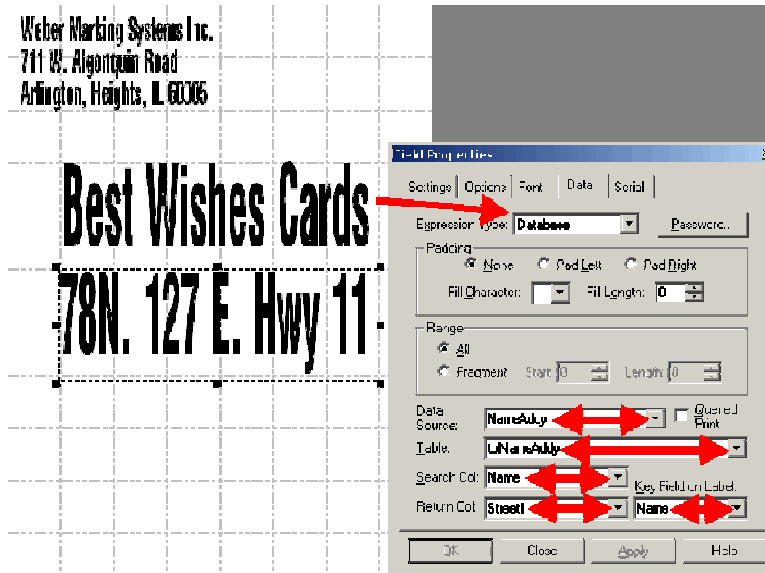 Weber Marking Systems Inc.
711 W. Algonquin Road
Arlington, Heights, IL 60005
Best Wishes Cards
78N. 127 E. Hwy 11
Field Properties
Settings Options Font Data Serial
Expression Type: Database Password...
Padding
None Pad Left Pad Right
Fill Character: Fill Length: 0
Range
All
Fragment Start: 0 Length: 0
Data Source: NameAddy Queried Print
Table: NameAddy
Search Col: Name Key Field on Label:
Return Col: Street1 Name
OK Close Apply Help